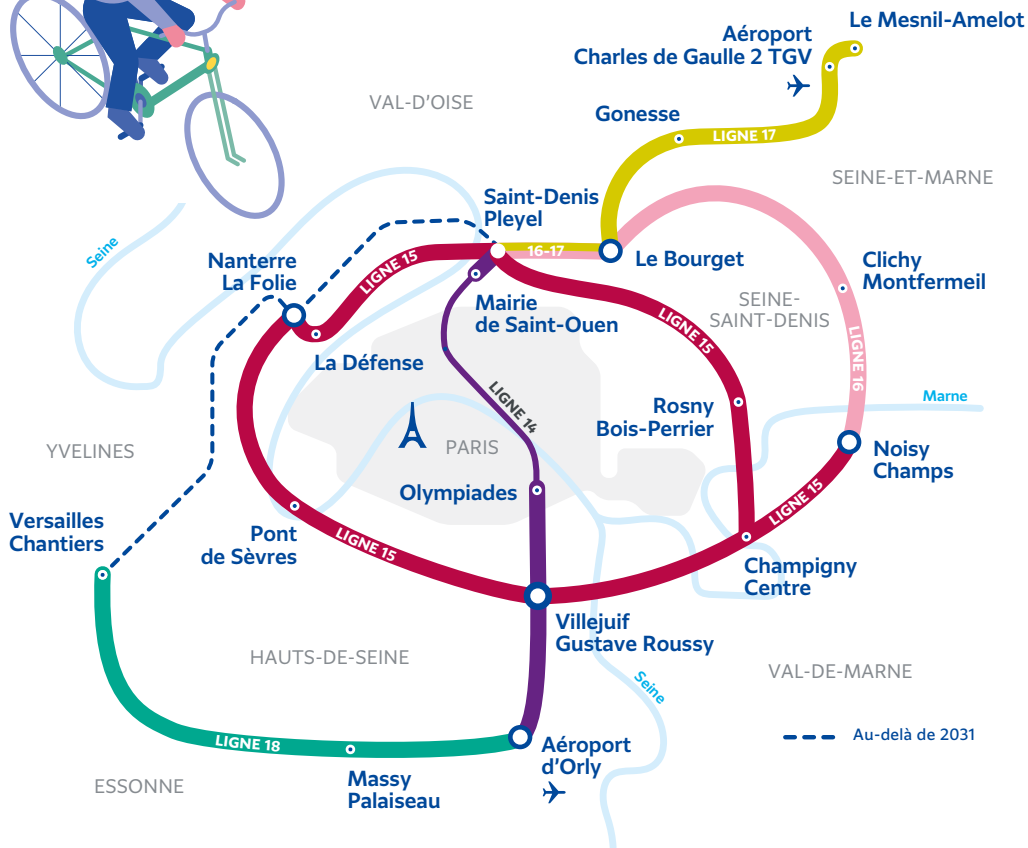 Le Mesnil-Amelot
Aéroport
Charles de Gaulle 2 TGV
VAL-D'OISE
Gonesse
LIGNE 17
SEINE-ET-MARNE
Saint-Denis
Pleyel
Seine
16-17
Le Bourget
Nanterre
La Folie
LIGNE 15
Clichy
Montfermeil
Mairie
de Saint-Ouen
SEINE-
SAINT-DENIS
LIGNE 15
LIGNE 16
La Défense
LIGNE 14
Marne
Rosny
Bois-Perrier
YVELINES
PARIS
Noisy
Champs
Olympiades
LIGNE 15
Versailles
Chantiers
Pont
de Sèvres
LIGNE 15
Champigny
Centre
Villejuif
Gustave Roussy
HAUTS-DE-SEINE
VAL-DE-MARNE
Seine
LIGNE 18
Aéroport
d'Orly
Au-delà de 2031
Massy
Palaiseau
ESSONNE